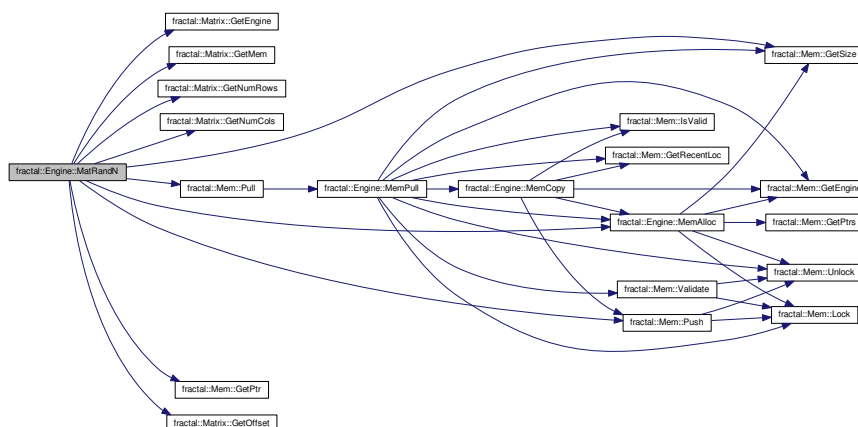 fractal::Matrix::GetEngine
fractal::Matrix::GetMem
fractal::Mem::GetSize
fractal::Matrix::GetNumRows
fractal::Matrix::GetNumCols
fractal::Mem::IsValid
fractal::Mem::GetRecentLoc
fractal::Engine::MatRandN
fractal::Mem::Pull
fractal::Engine::MemPull
fractal::Engine::MemCopy
fractal::Mem::GetEngine
fractal::Engine::MemAlloc
fractal::Mem::GetPtrs
fractal::Mem::Unlock
fractal::Mem::Validate
fractal::Mem::Lock
fractal::Mem::Push
fractal::Mem::GetPtr
fractal::Matrix::GetOffset